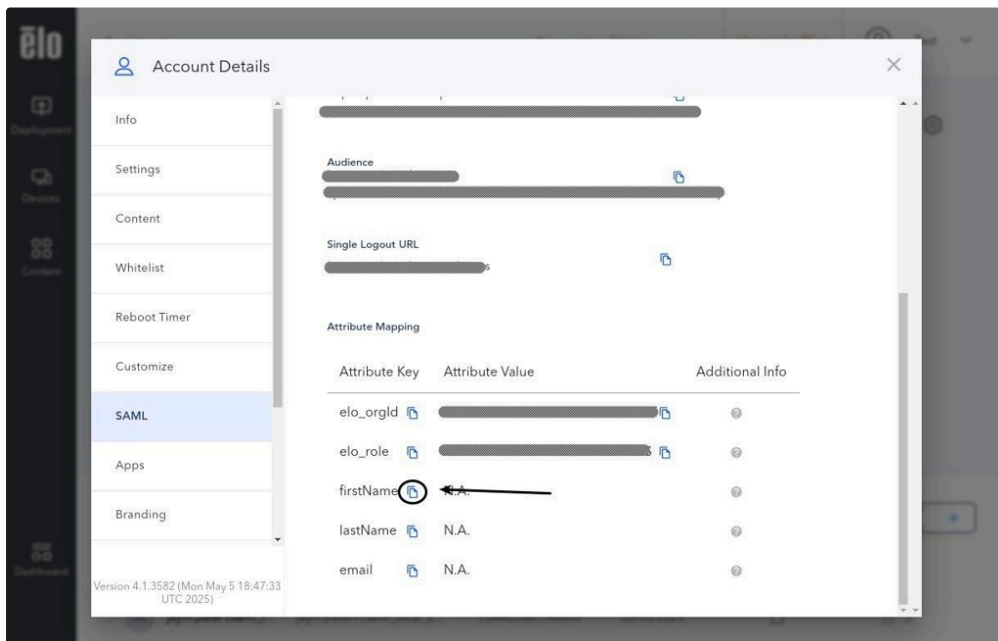 ēlo
Account Details
Deployment
Devices
Content
Dashboard
Info
Settings
Content
Whitelist
Reboot Timer
Customize
SAML
Apps
Branding
Version 4.1.3582 (Mon May 5 18:47:33
UTC 2025)
Audience
Single Logout URL
Attribute Mapping
Attribute Key Attribute Value Additional Info
elo_orgId
elo_role
firstName N.A.
lastName N.A.
email N.A.